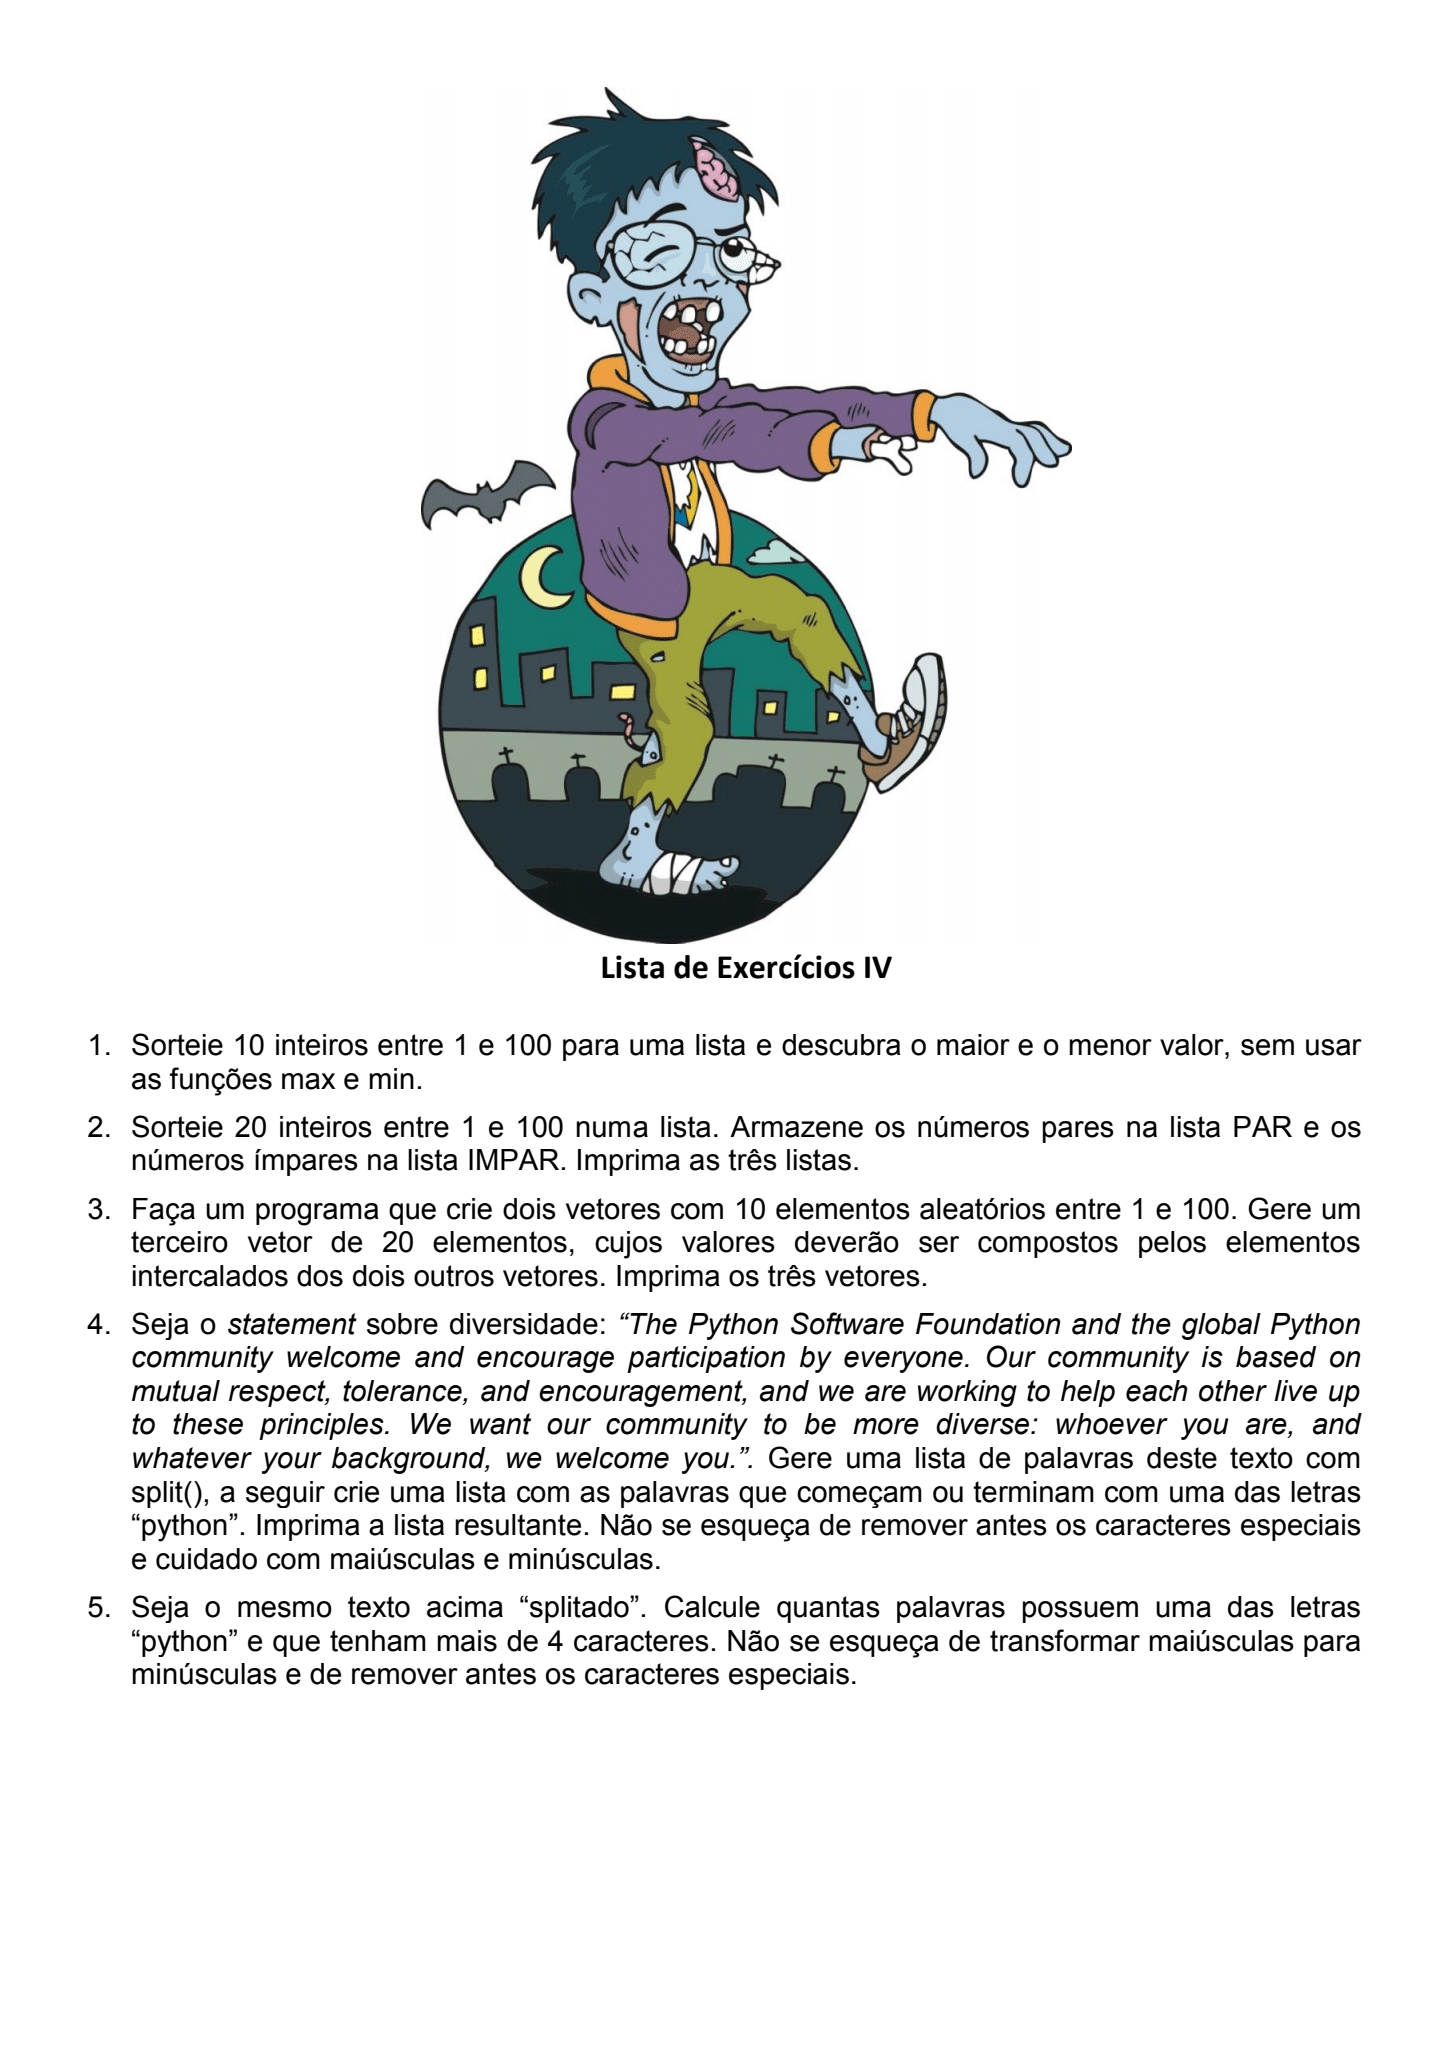 Lista de Exercícios IV
1. Sorteie 10 inteiros entre 1 e 100 para uma lista e descubra o maior e o menor valor, sem usar
as funções max e min.
2. Sorteie 20 inteiros entre 1 e 100 numa lista. Armazene os números pares na lista PAR e os
números ímpares na lista IMPAR. Imprima as três listas.
3. Faça um programa que crie dois vetores com 10 elementos aleatórios entre 1 e 100. Gere um
terceiro vetor de 20 elementos, cujos valores deverão ser compostos pelos elementos
intercalados dos dois outros vetores. Imprima os três vetores.
4. Seja o statement sobre diversidade: “The Python Software Foundation and the global Python
community welcome and encourage participation by everyone. Our community is based on
mutual respect, tolerance, and encouragement, and we are working to help each other live up
to these principles. We want our community to be more diverse: whoever you are, and
whatever your background, we welcome you.”. Gere uma lista de palavras deste texto com
split(), a seguir crie uma lista com as palavras que começam ou terminam com uma das letras
“python”. Imprima a lista resultante. Não se esqueça de remover antes os caracteres especiais
e cuidado com maiúsculas e minúsculas.
5. Seja o mesmo texto acima “splitado”. Calcule quantas palavras possuem uma das letras
“python” e que tenham mais de 4 caracteres. Não se esqueça de transformar maiúsculas para
minúsculas e de remover antes os caracteres especiais.